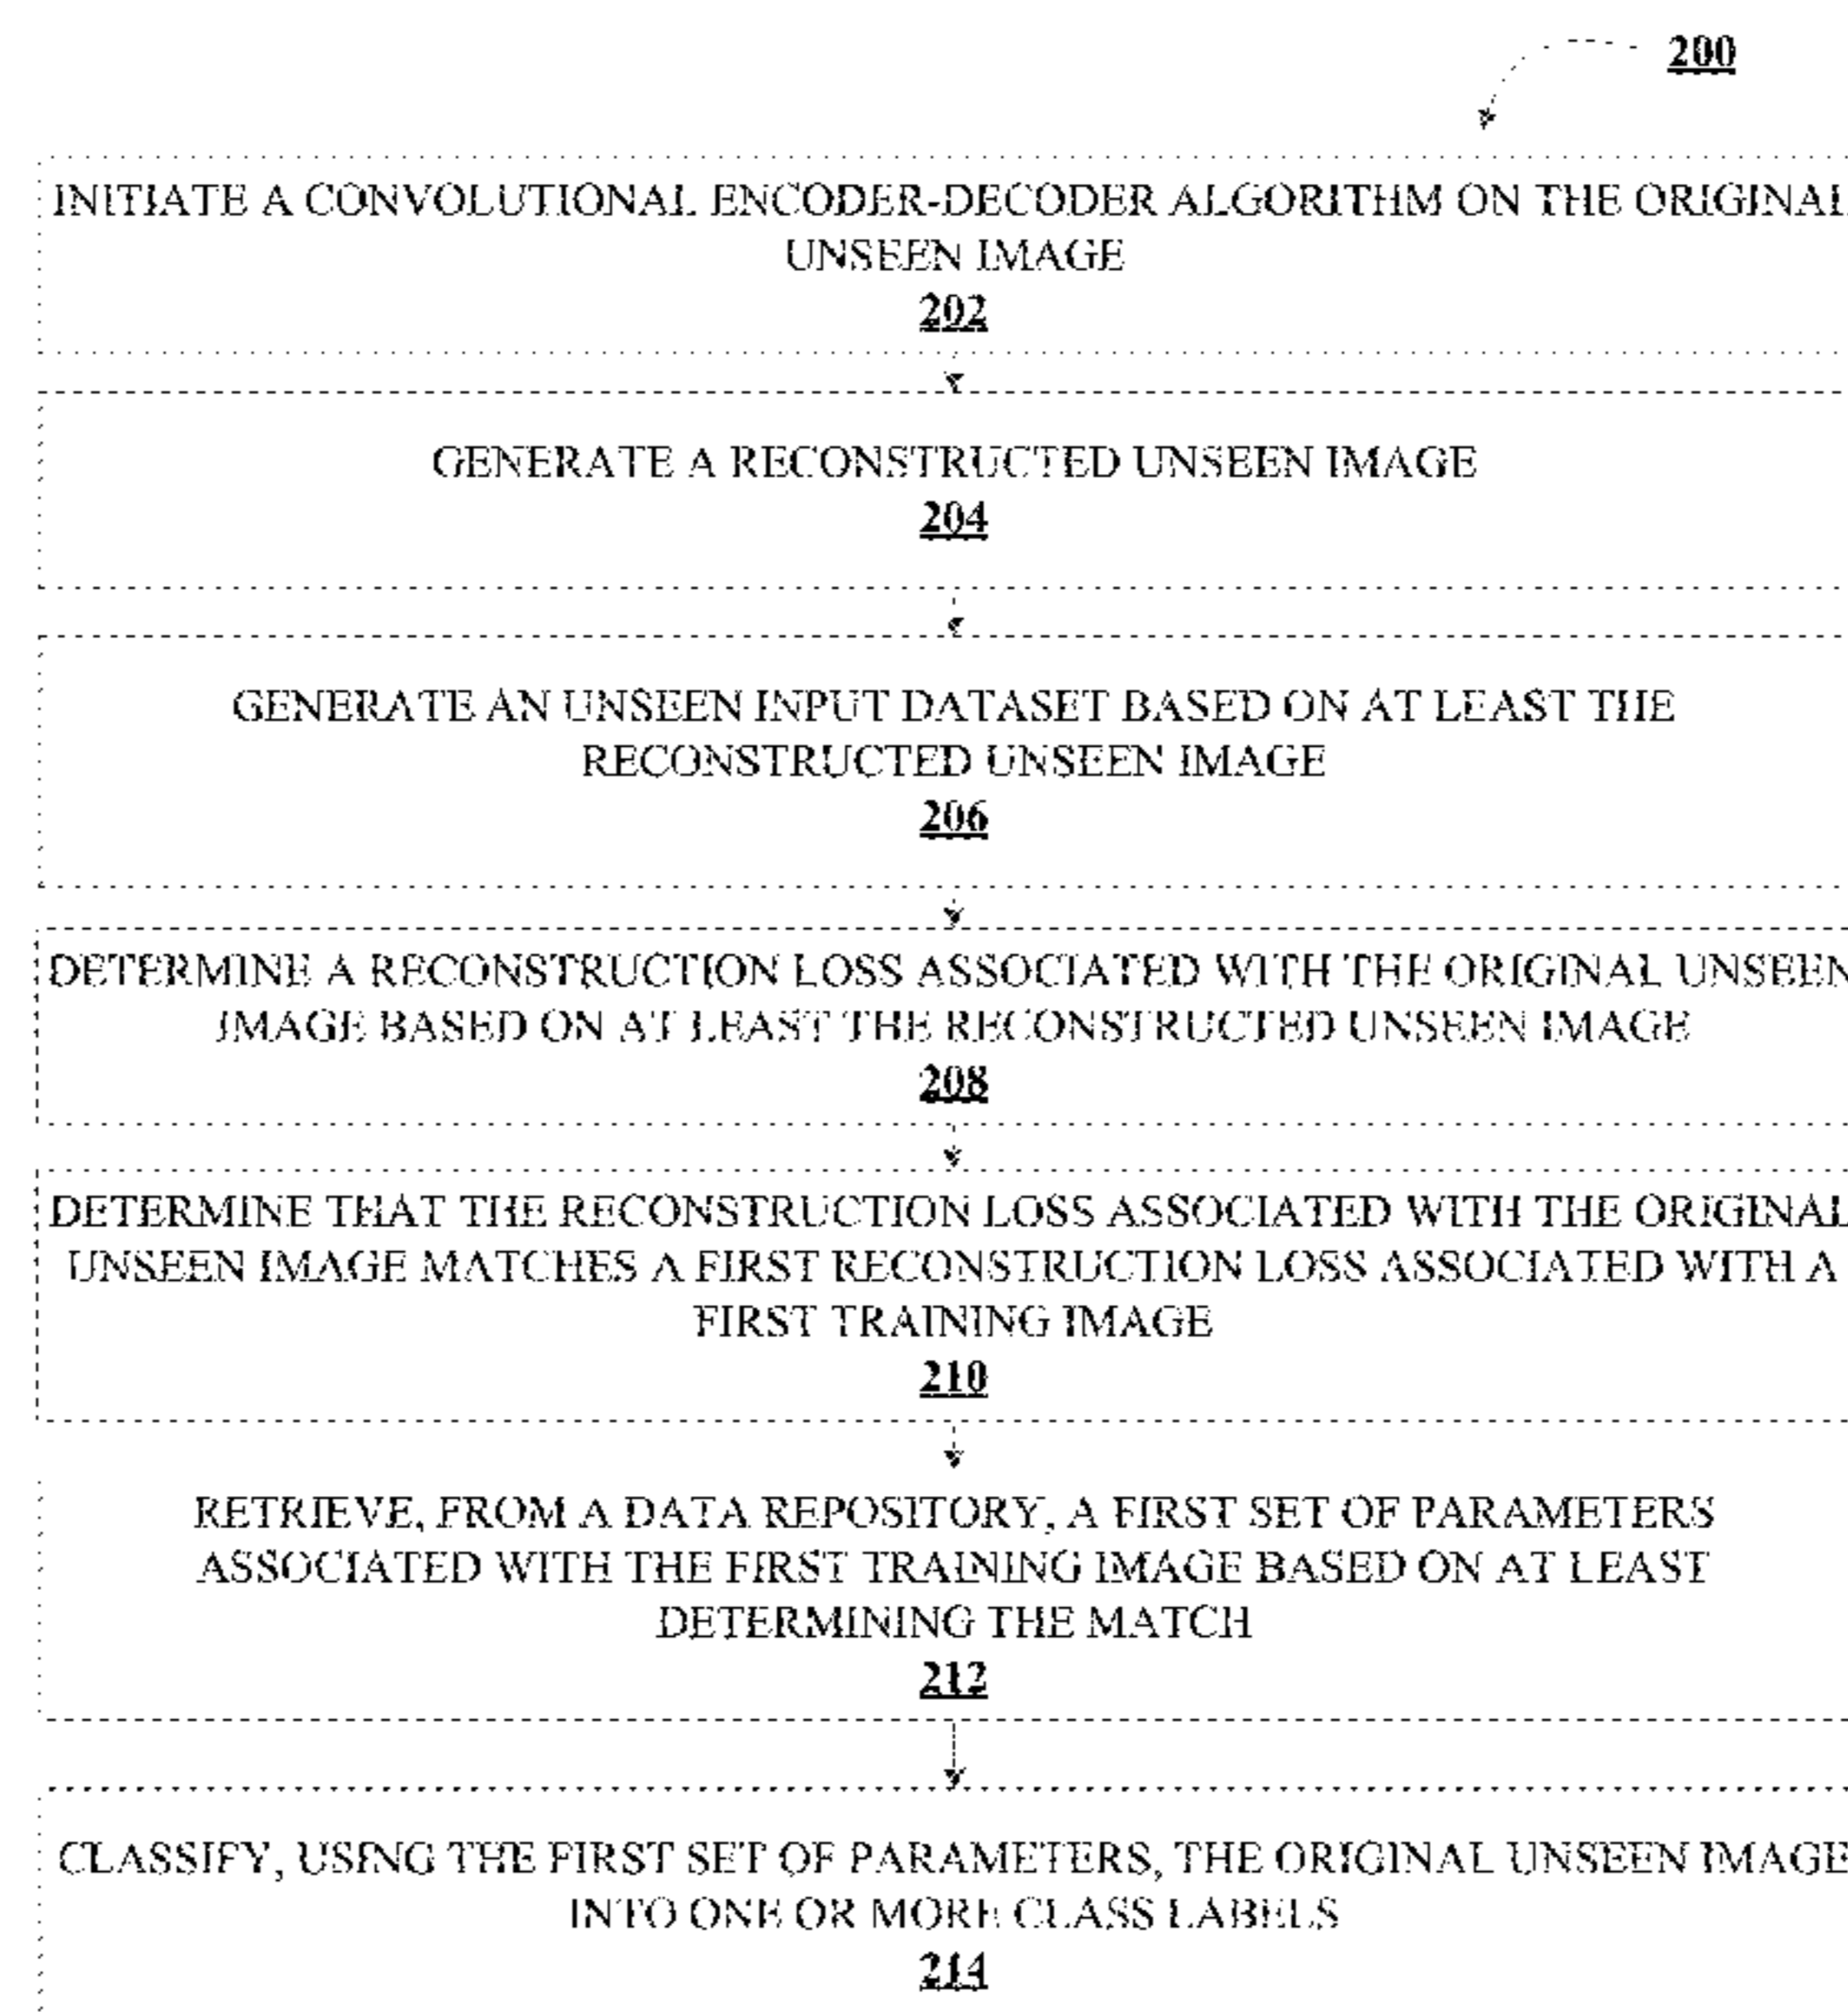 200
INITIATE A CONVOLUTIONAL ENCODER-DECODER ALGORITHM ON THE ORIGINAL
UNSEEN IMAGE
202
GENERATE A RECONSTRUCTED UNSEEN IMAGE
204
GENERATE AN UNSEEN INPUT DATASET BASED ON AT LEAST THE
RECONSTRUCTED UNSEEN IMAGE
206
DETERMINE A RECONSTRUCTION LOSS ASSOCIATED WITH THE ORIGINAL UNSEEN
IMAGE BASED ON AT LEAST THE RECONSTRUCTED UNSEEN IMAGE
208
DETERMINE THAT THE RECONSTRUCTION LOSS ASSOCIATED WITH THE ORIGINAL
UNSEEN IMAGE MATCHES A FIRST RECONSTRUCTION LOSS ASSOCIATED WITH A
FIRST TRAINING IMAGE
210
RETRIEVE, FROM A DATA REPOSITORY, A FIRST SET OF PARAMETERS
ASSOCIATED WITH THE FIRST TRAINING IMAGE BASED ON AT LEAST
DETERMINING THE MATCH
212
CLASSIFY, USING THE FIRST SET OF PARAMETERS, THE ORIGINAL UNSEEN IMAGE
INTO ONE OR MORE CLASS LABELS
214